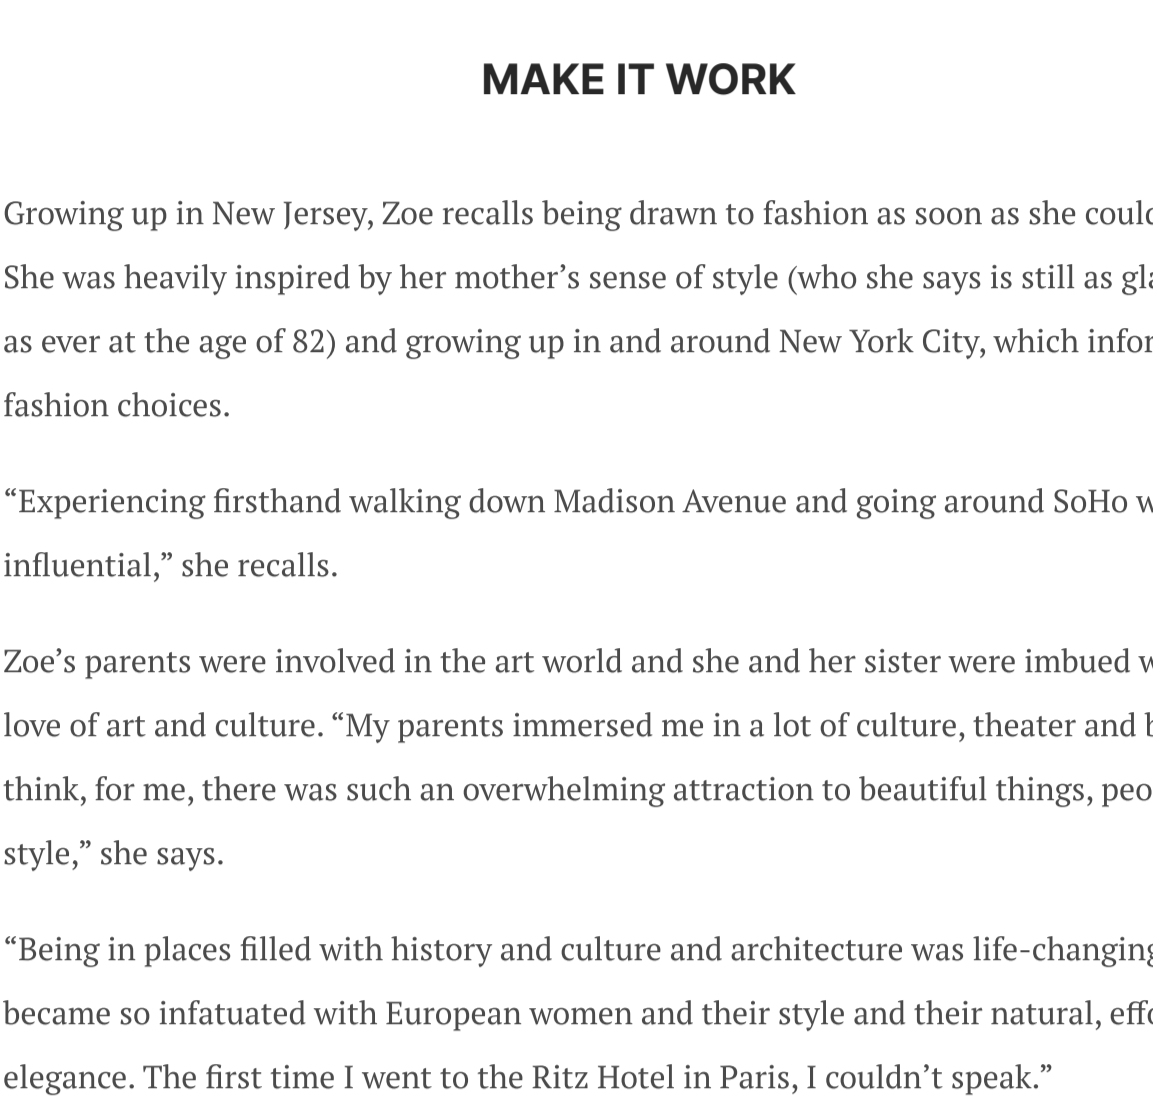 MAKE IT WORK
Growing up in New Jersey, Zoe recalls being drawn to fashion as soon as she
She was heavily inspired by her mother’s sense of style (who she says is still as
as ever at the age of 82) and growing up in and around New York City, which
fashion choices.
“Experiencing firsthand walking down Madison Avenue and going around SoHo
influential,” she recalls.
Zoe’s parents were involved in the art world and she and her sister were imbued
love of art and culture. “My parents immersed me in a lot of culture, theater and
think, for me, there was such an overwhelming attraction to beautiful things,
style,” she says.
“Being in places filled with history and culture and architecture was life-changing
became so infatuated with European women and their style and their natural,
elegance. The first time I went to the Ritz Hotel in Paris, I couldn’t speak.”